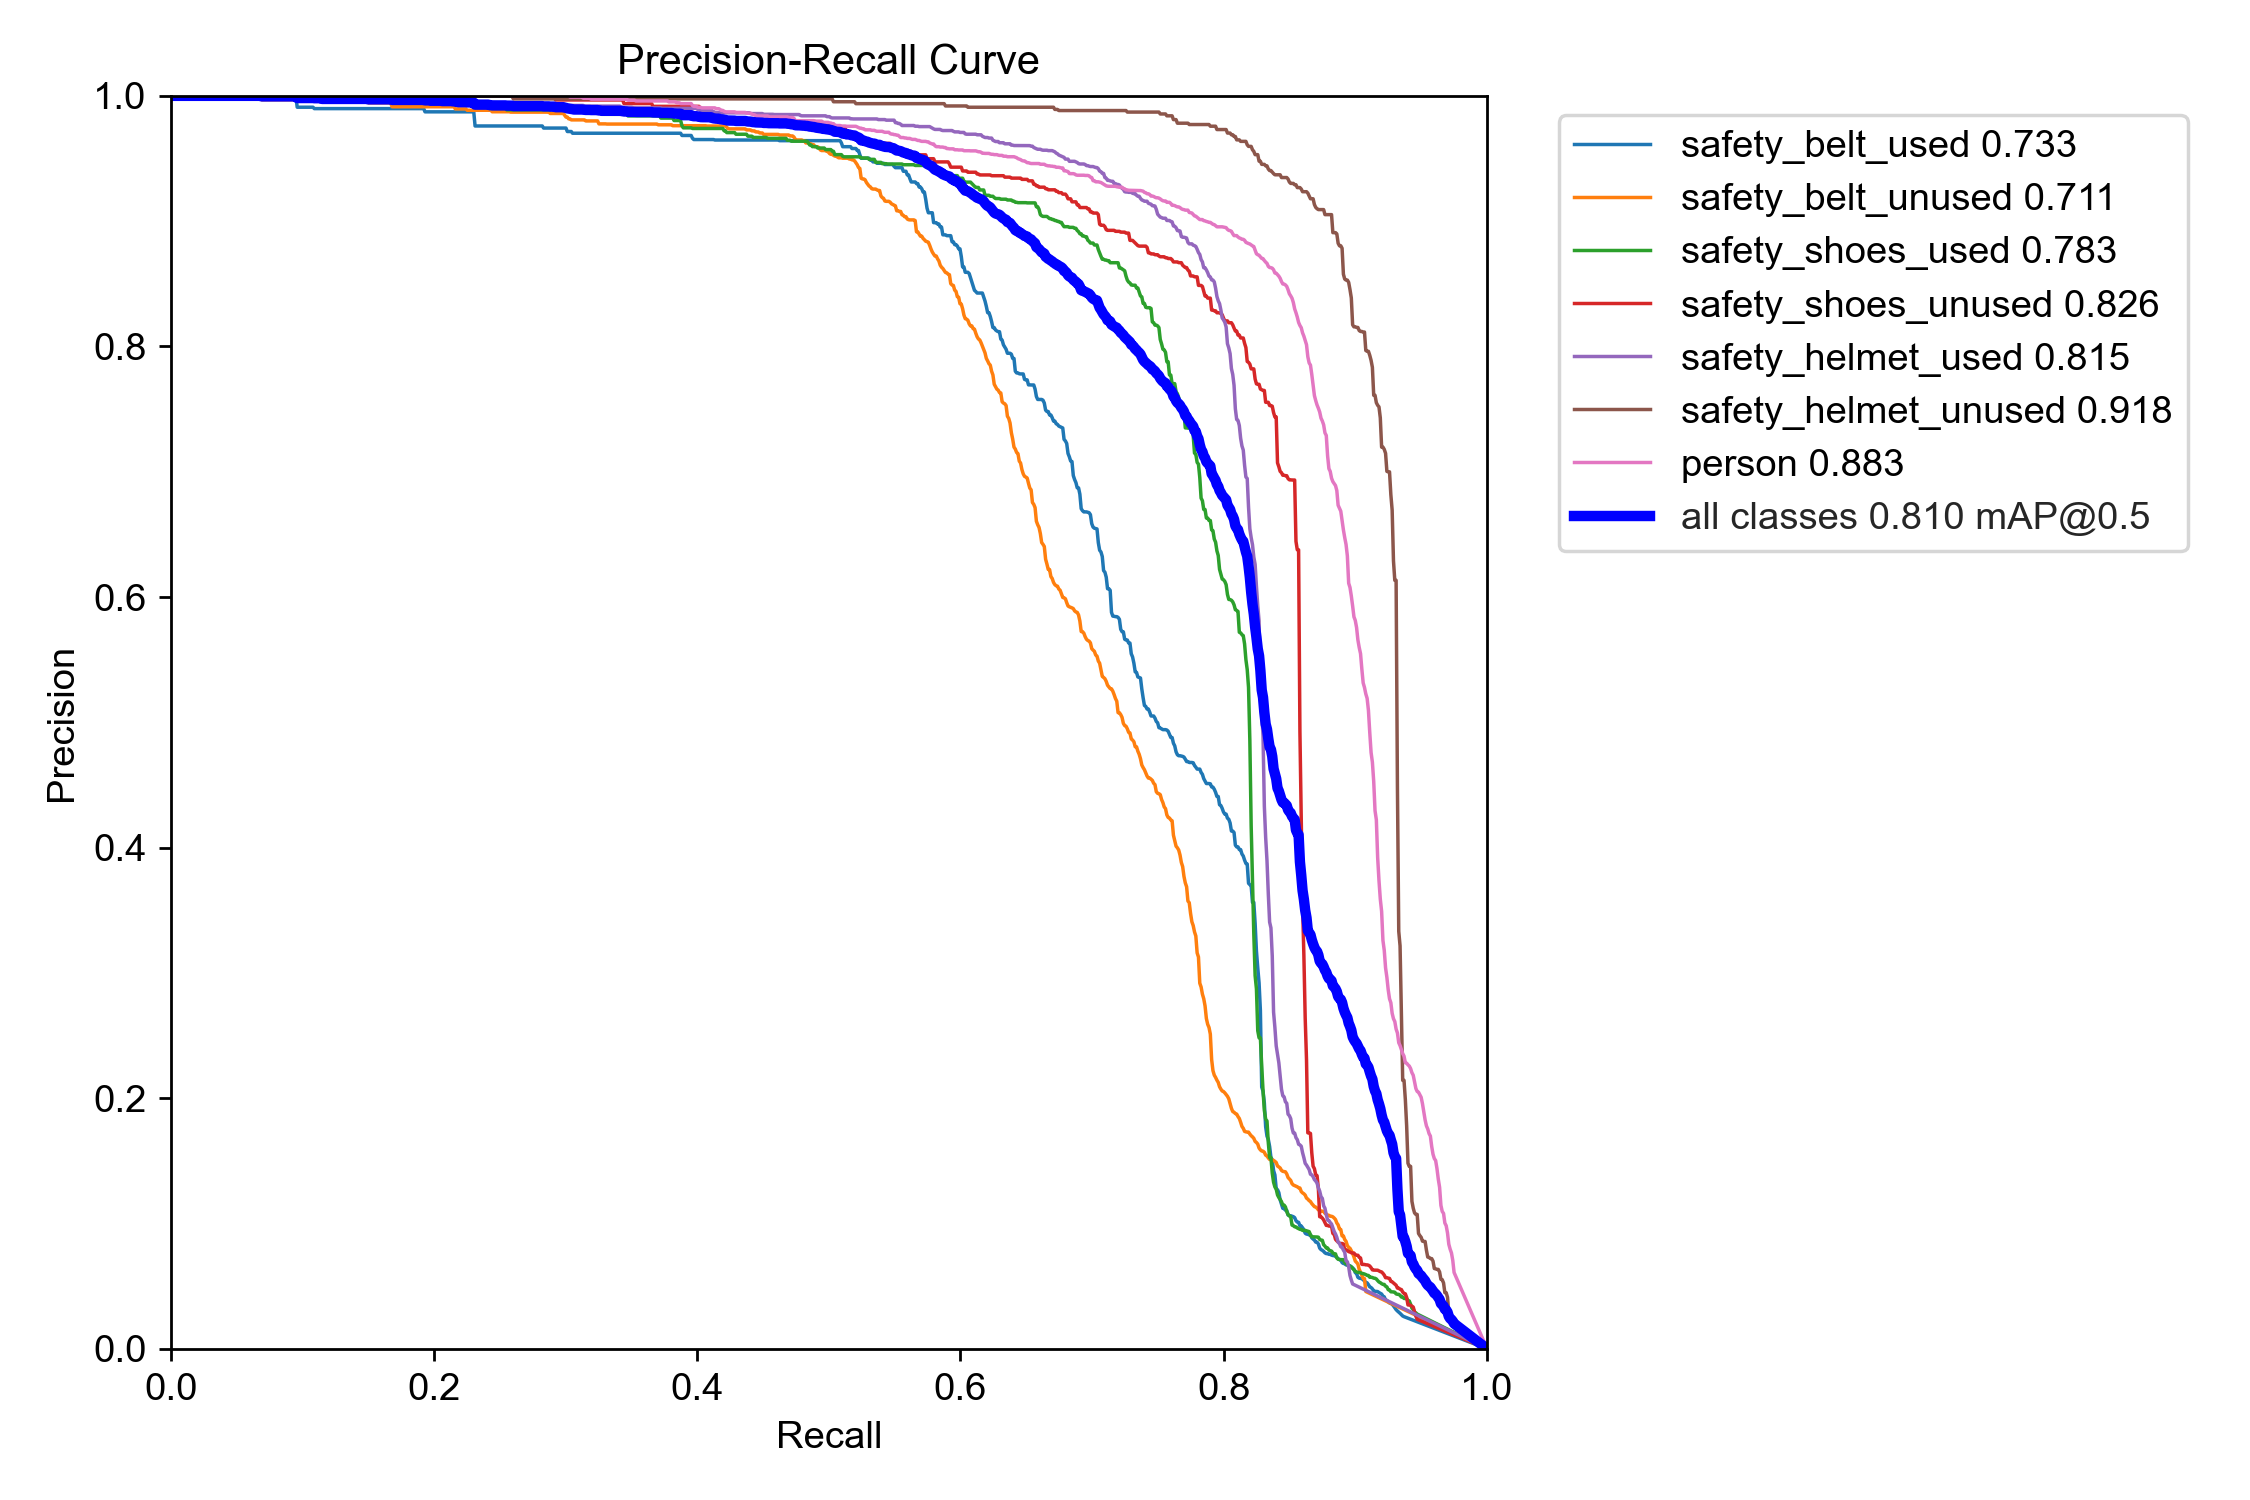 Precision-Recall Curve
1.0
0.8
0.6
0.4
0.2
0.0
Precision
0.0 0.2 0.4 0.6 0.8 1.0
Recall
safety_belt_used 0.733
safety_belt_unused 0.711
safety_shoes_used 0.783
safety_shoes_unused 0.826
safety_helmet_used 0.815
safety_helmet_unused 0.918
person 0.883
all classes 0.810 mAP@0.5